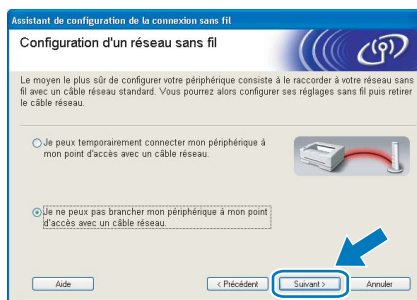 Assistant de configuration de la connexion sans fil
Configuration d'un réseau sans fil
Le moyen le plus sûr de configurer votre périphérique consiste à le raccorder à votre réseau sans
fil avec un câble réseau standard. Vous pourrez alors configurer ses réglages sans fil puis retirer
le câble réseau.
Je peux temporairement connecter mon périphérique à
mon point d'accès avec un câble réseau.
Je ne peux pas brancher mon périphérique à mon point
d'accès avec un câble réseau.
Aide
< Précédent
Suivant >
Annuler